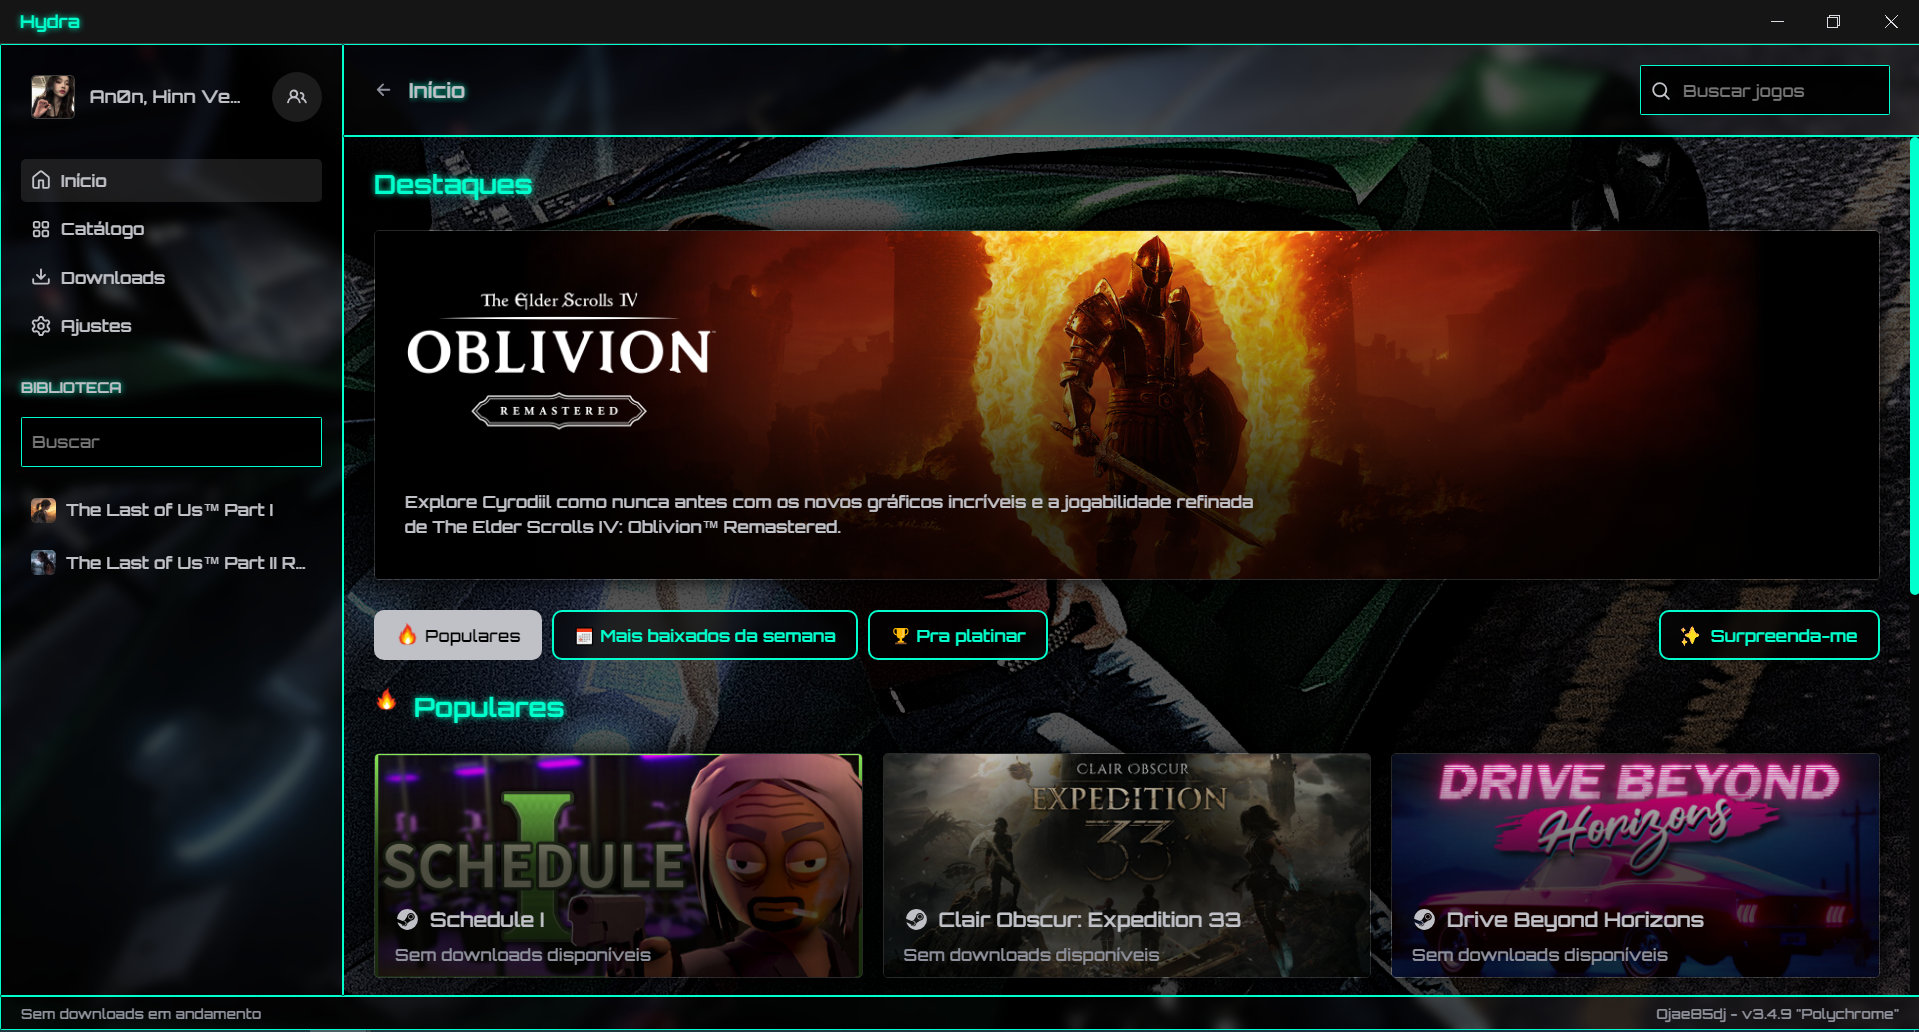 Hydra
An0n, Hinn Ve...
Início
Catálogo
Downloads
Ajustes
BIBLIOTECA
Buscar
The Last of Us™ Part I
The Last of Us™ Part II R...
Início
Buscar jogos
Destaques
The Elder Scrolls IV
OBLIVION™
REMASTERED
Explore Cyrodiil como nunca antes com os novos gráficos incríveis e a jogabilidade refinada
de The Elder Scrolls IV: Oblivion™ Remastered.
Populares
Mais baixados da semana
Pra platinar
Surpreenda-me
Populares
SCHEDULE I
Schedule I
Sem downloads disponíveis
CLAIR OBSCUR
EXPEDITION
33
Clair Obscur: Expedition 33
Sem downloads disponíveis
DRIVE BEYOND
Horizons
Drive Beyond Horizons
Sem downloads disponíveis
Sem downloads em andamento
Ojae85dj - v3.4.9 "Polychrome"